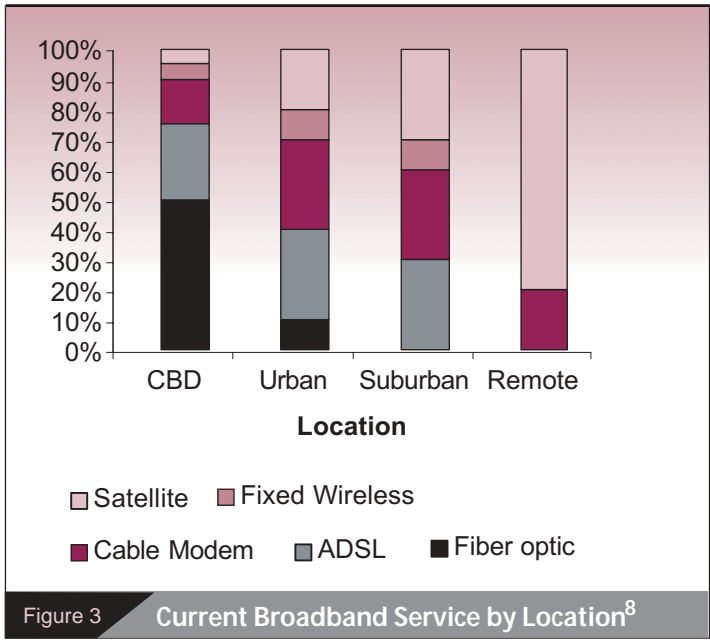 100%
90%
80%
70%
60%
50%
40%
30%
20%
10%
0%
CBD Urban Suburban Remote
Location
Satellite Fixed Wireless
Cable Modem ADSL Fiber optic
Figure 3 Current Broadband Service by Location8